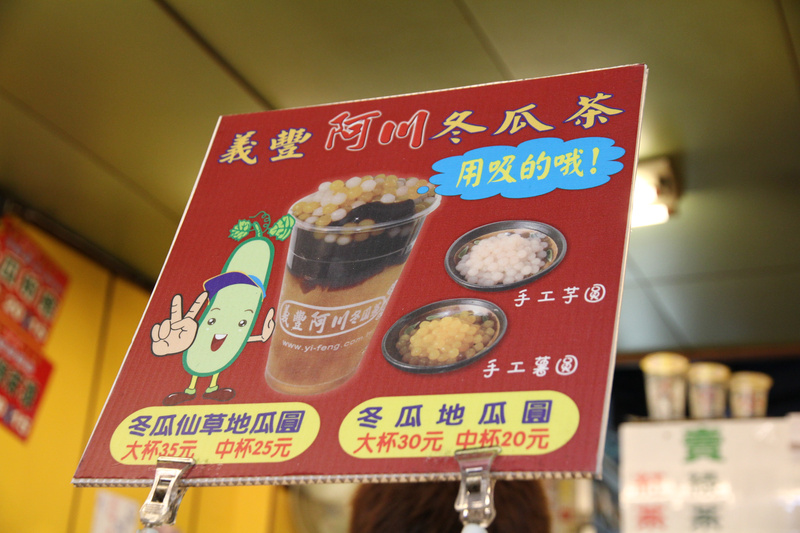 義豐阿川冬瓜茶
用吸的哦!
義豐阿川冬瓜茶
www.yi-feng.com
手工芋圓
手工薯圓
冬瓜仙草地瓜圓
大杯35元 中杯25元
冬瓜地瓜圓
大杯30元 中杯20元